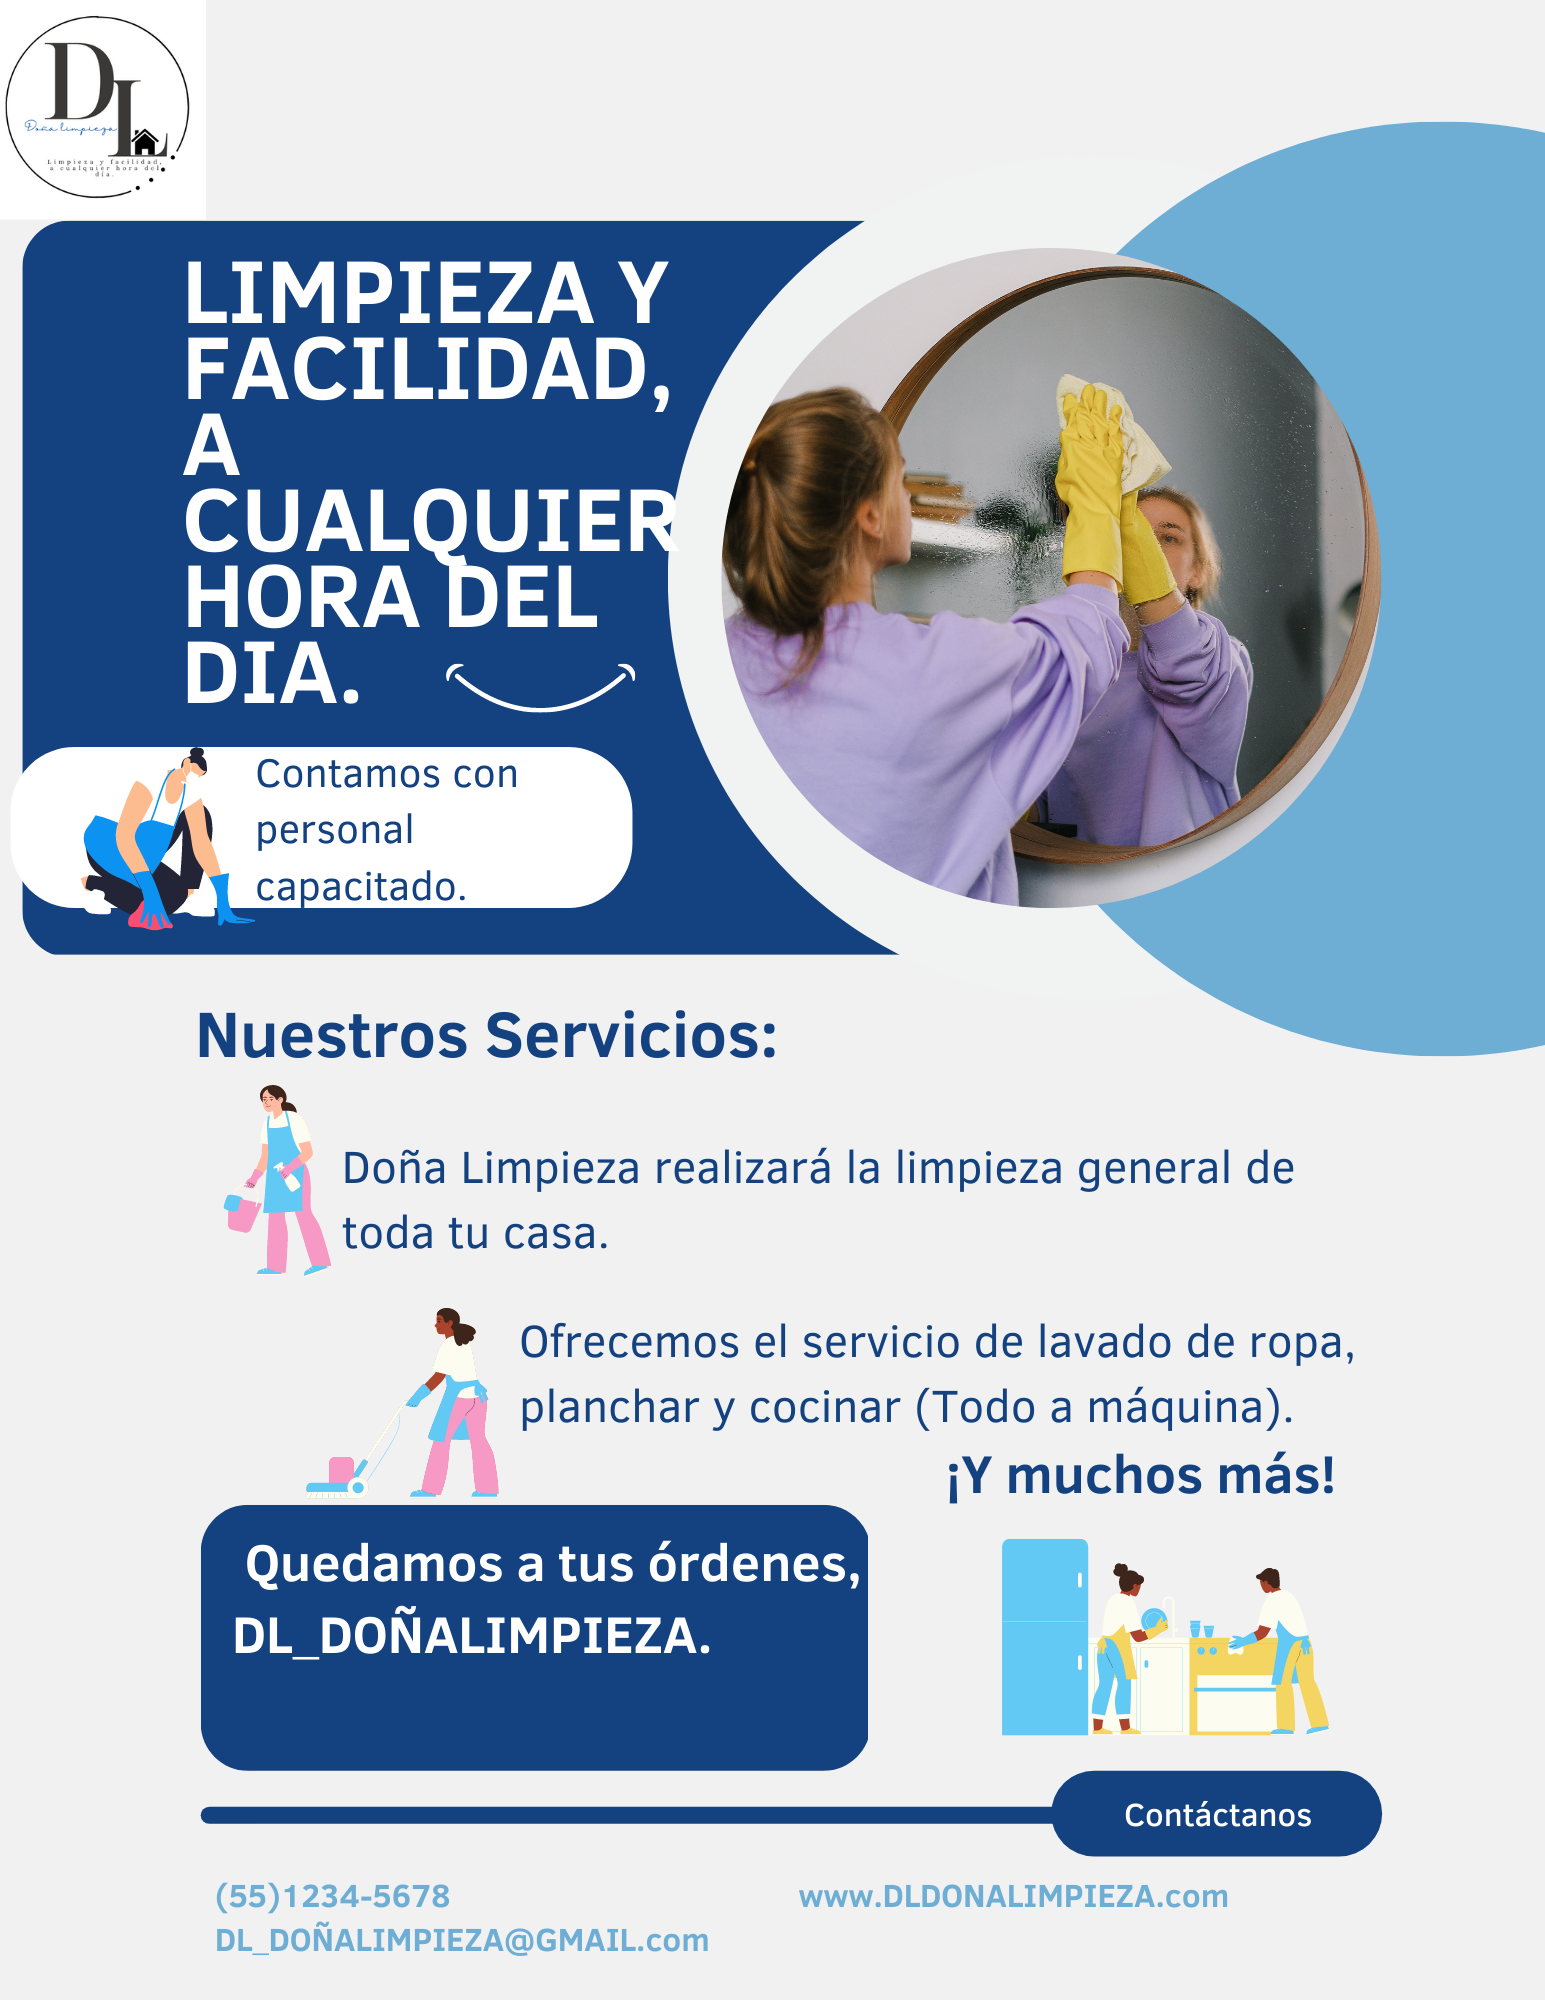 DL
Doña limpieza
Limpieza y facilidad,
a cualquier hora del
día.
LIMPIEZA Y
FACILIDAD,
A
CUALQUIER
HORA DEL
DIA.
Contamos con
personal
capacitado.
Nuestros Servicios:
Doña Limpieza realizará la limpieza general de
toda tu casa.
Ofrecemos el servicio de lavado de ropa,
planchar y cocinar (Todo a máquina).
¡Y muchos más!
Quedamos a tus órdenes,
DL_DOÑALIMPIEZA.
Contáctanos
(55)1234-5678
www.DLDONALIMPIEZA.com
DL_DOÑALIMPIEZA@GMAIL.com